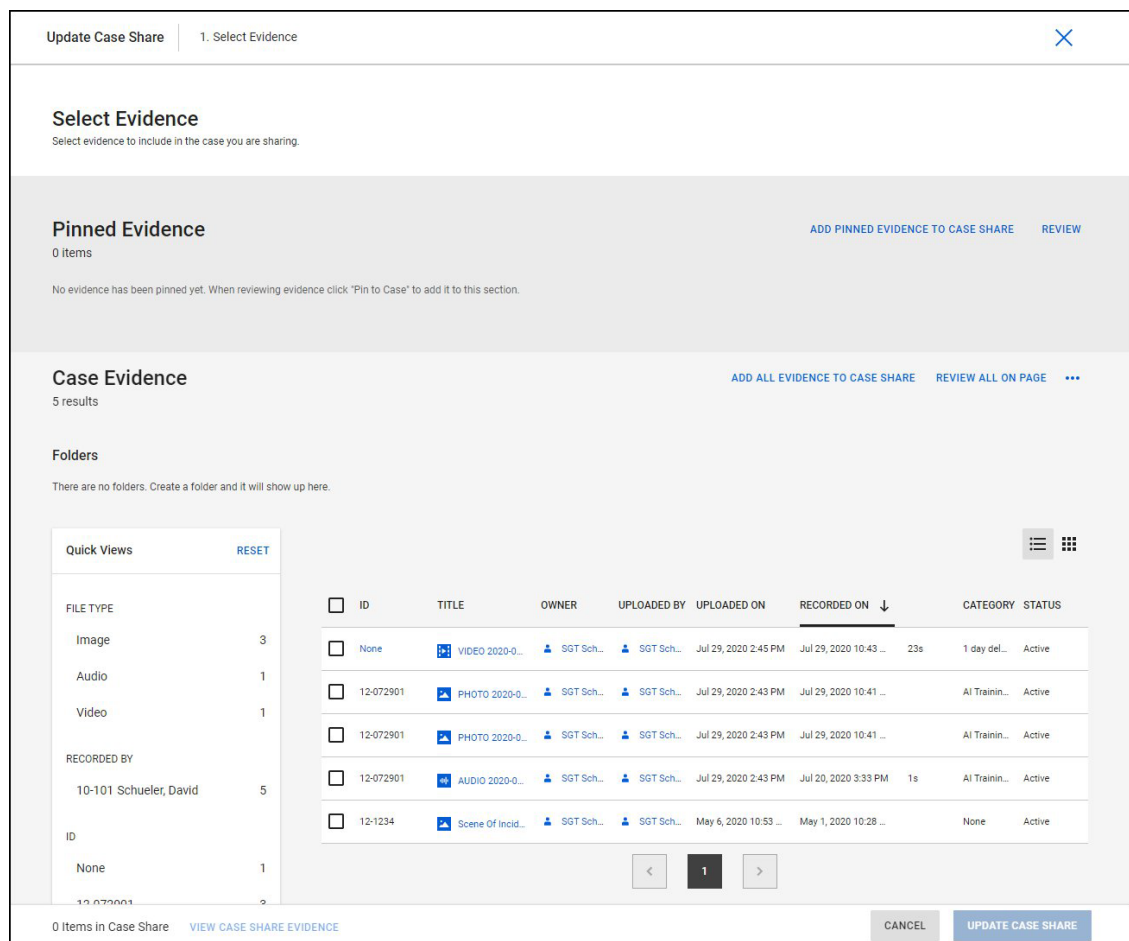 Update Case Share 1. Select Evidence
Select Evidence
Select evidence to include in the case you are sharing.
Pinned Evidence
ADD PINNED EVIDENCE TO CASE SHARE REVIEW
0 items
No evidence has been pinned yet. When reviewing evidence click "Pin to Case" to add it to this section.
Case Evidence
ADD ALL EVIDENCE TO CASE SHARE REVIEW ALL ON PAGE •••
5 results
Folders
There are no folders. Create a folder and it will show up here.
Quick Views RESET
FILE TYPE
Image 3
Audio 1
Video 1
RECORDED BY
10-101 Schueler, David 5
ID
None 1
12-072901 3
ID TITLE OWNER UPLOADED BY UPLOADED ON RECORDED ON ↓ CATEGORY STATUS
None VIDEO 2020-0... SGT Sch... SGT Sch... Jul 29, 2020 2:45 PM Jul 29, 2020 10:43 ... 23s 1 day del... Active
12-072901 PHOTO 2020-0... SGT Sch... SGT Sch... Jul 29, 2020 2:43 PM Jul 29, 2020 10:41 ... AI Trainin... Active
12-072901 PHOTO 2020-0... SGT Sch... SGT Sch... Jul 29, 2020 2:43 PM Jul 29, 2020 10:41 ... AI Trainin... Active
12-072901 AUDIO 2020-0... SGT Sch... SGT Sch... Jul 29, 2020 2:43 PM Jul 20, 2020 3:33 PM 1s AI Trainin... Active
12-1234 Scene Of Incid... SGT Sch... SGT Sch... May 6, 2020 10:53 ... May 1, 2020 10:28 ... None Active
< 1 >
0 Items in Case Share VIEW CASE SHARE EVIDENCE CANCEL UPDATE CASE SHARE